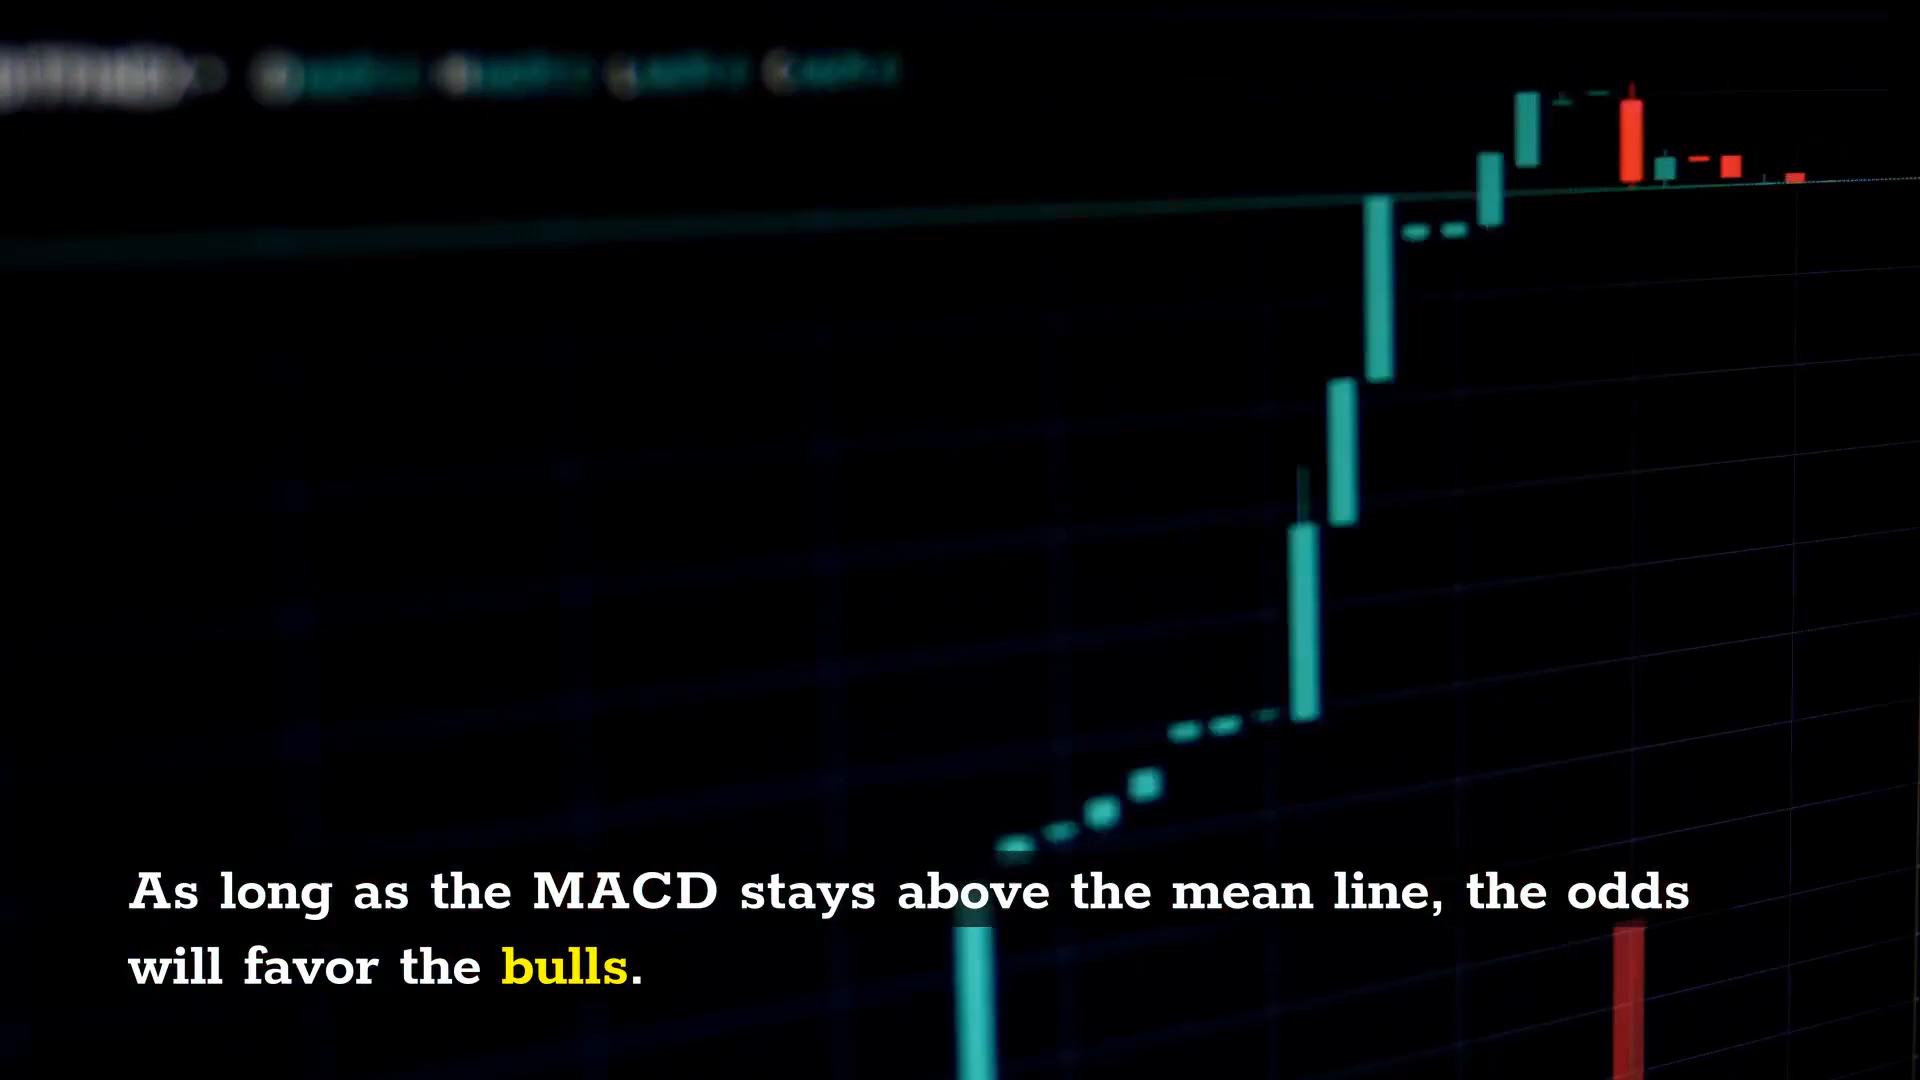 As long as the MACD stays above the mean line, the odds
will favor the bulls.